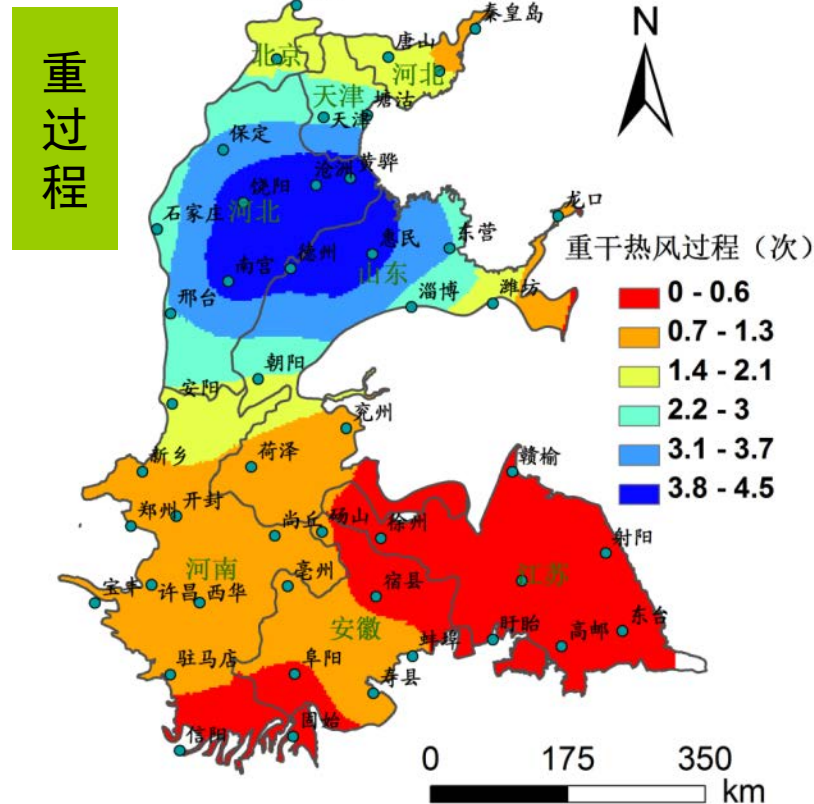 重
过
程
秦皇岛
北京
唐山
河北
天津
塘沽
天津
保定
沧洲
黄骅
饶阳
河北
石家庄
龙口
惠民
东营
德州
山东
南宫
邢台
淄博
潍坊
朝阳
安阳
兖州
新乡
荷泽
赣榆
郑州
开封
尚丘
砀山
徐州
射阳
河南
亳州
宿县
江苏
宝丰
许昌
西华
安徽
蚌埠
盱眙
高邮
东台
驻马店
阜阳
寿县
信阳
固始
N
重干热风过程（次）
0 - 0.6
0.7 - 1.3
1.4 - 2.1
2.2 - 3
3.1 - 3.7
3.8 - 4.5
0 175 350
km